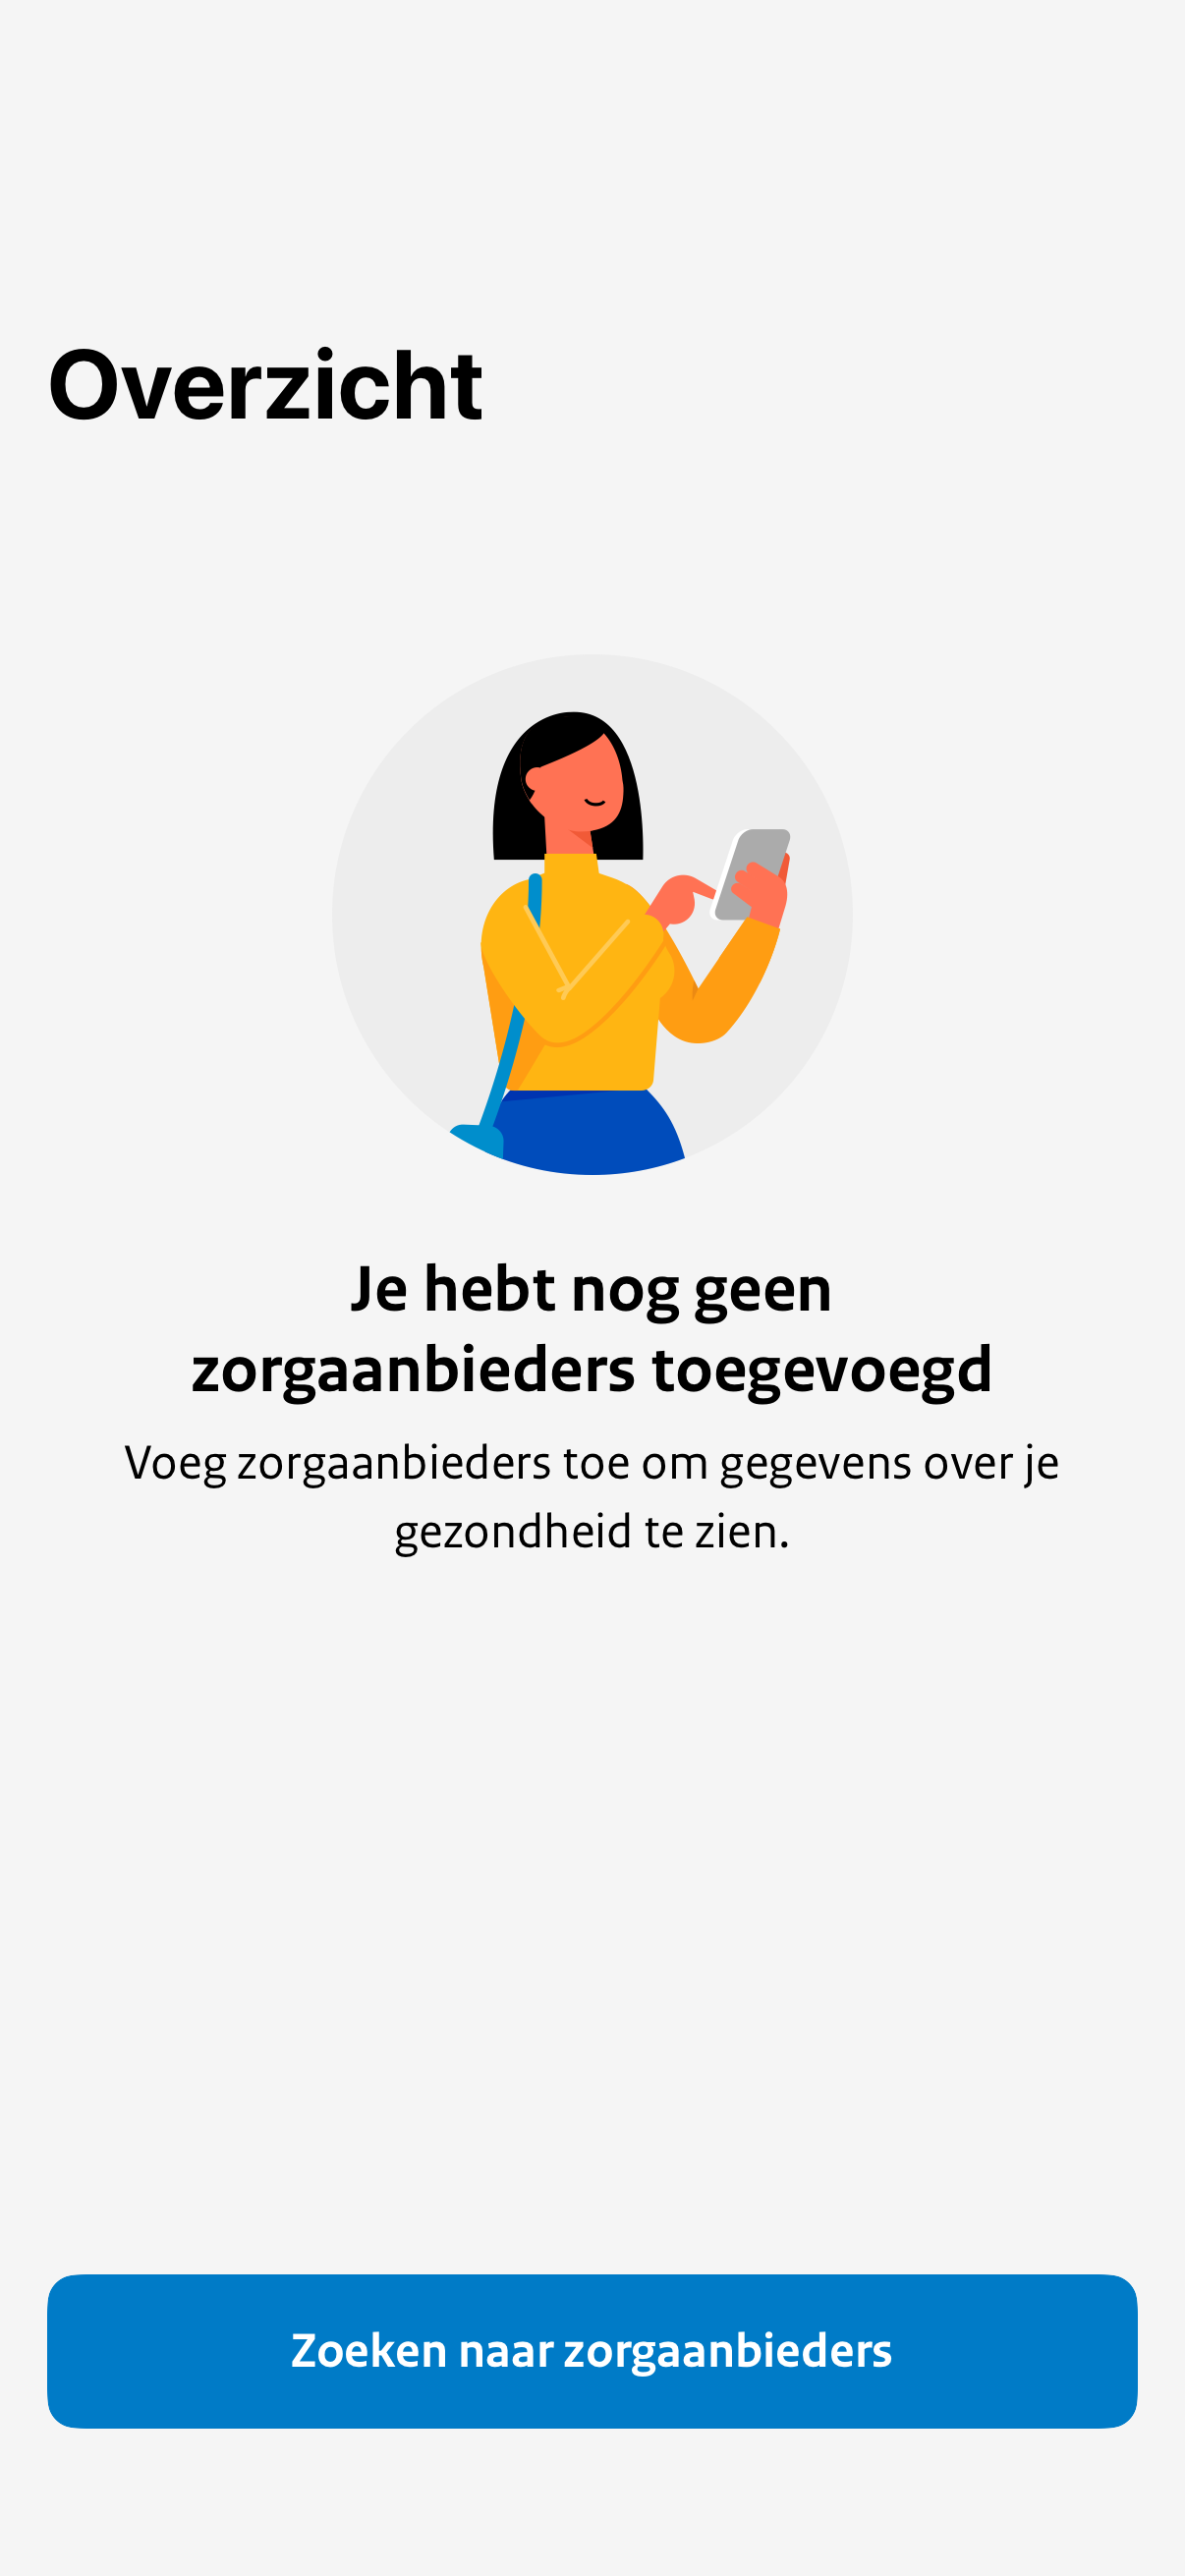 Overzicht
Je hebt nog geen
zorgaanbieders toegevoegd
Voeg zorgaanbieders toe om gegevens over je
gezondheid te zien.
Zoeken naar zorgaanbieders